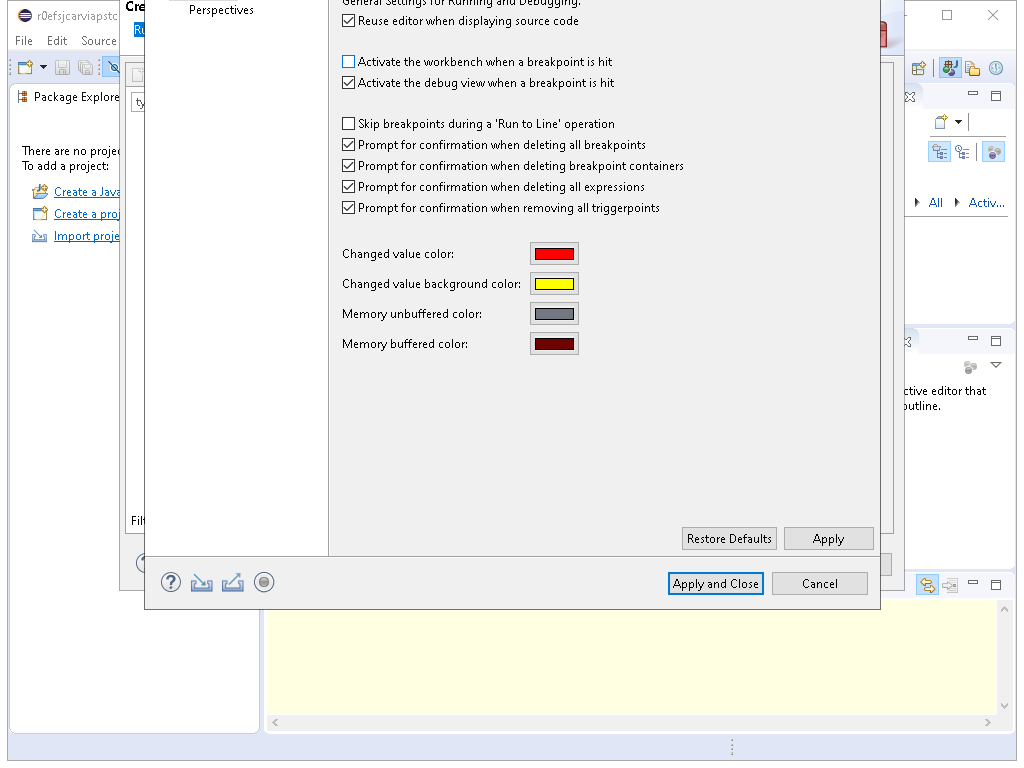 r0efsjcarviapstc
File Edit Source
Package Explore
There are no proje
To add a project:
Create a Java
Create a proj
Import proje
Cre
Ru
ty
Filt
Perspectives
General Settings for Running and Debugging.
Reuse editor when displaying source code
Activate the workbench when a breakpoint is hit
Activate the debug view when a breakpoint is hit
Skip breakpoints during a 'Run to Line' operation
Prompt for confirmation when deleting all breakpoints
Prompt for confirmation when deleting breakpoint containers
Prompt for confirmation when deleting all expressions
Prompt for confirmation when removing all triggerpoints
Changed value color:
Changed value background color:
Memory unbuffered color:
Memory buffered color:
Restore Defaults Apply
Apply and Close Cancel
All Activ...
ctive editor that
outline.